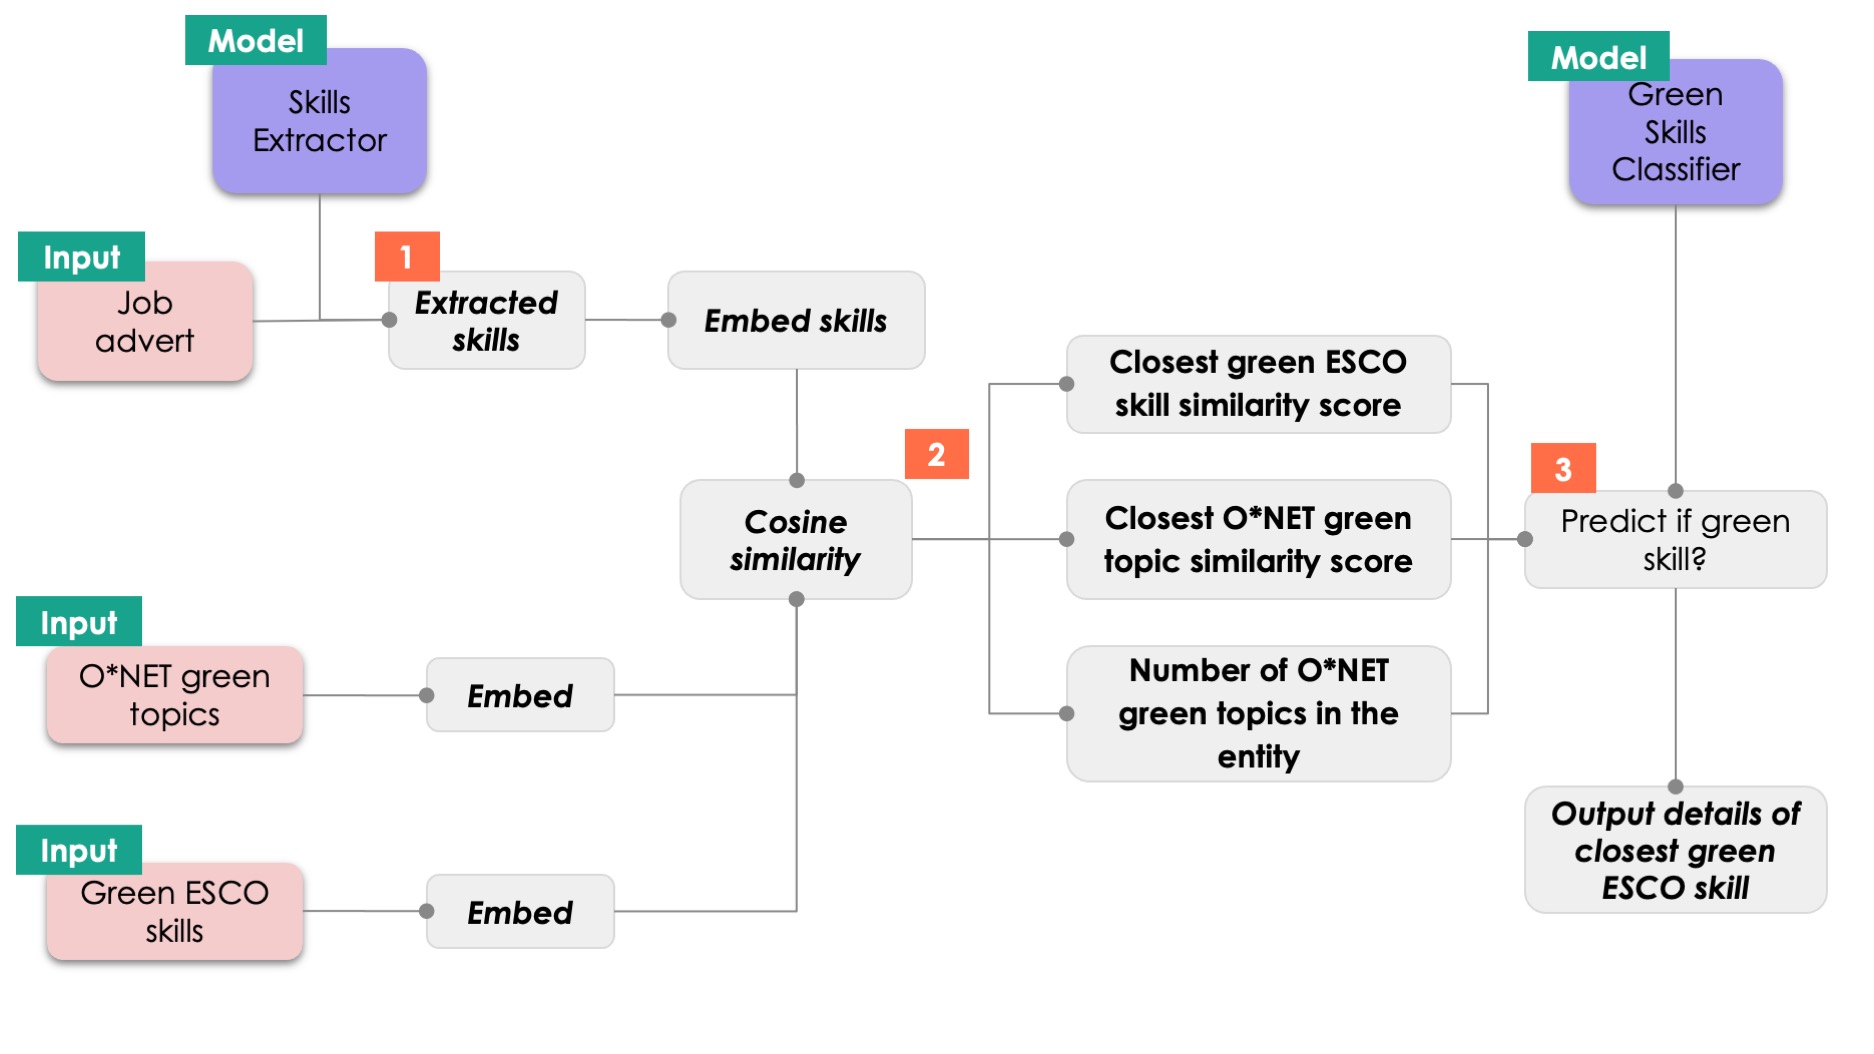 Model
Skills
Extractor
Model
Green
Skills
Classifier
Input
Job
advert
1
Extracted
skills
Embed skills
Closest green ESCO
skill similarity score
2
Cosine
similarity
Closest O*NET green
topic similarity score
3
Predict if green
skill?
Input
O*NET green
topics
Embed
Number of O*NET
green topics in the
entity
Input
Green ESCO
skills
Embed
Output details of
closest green
ESCO skill